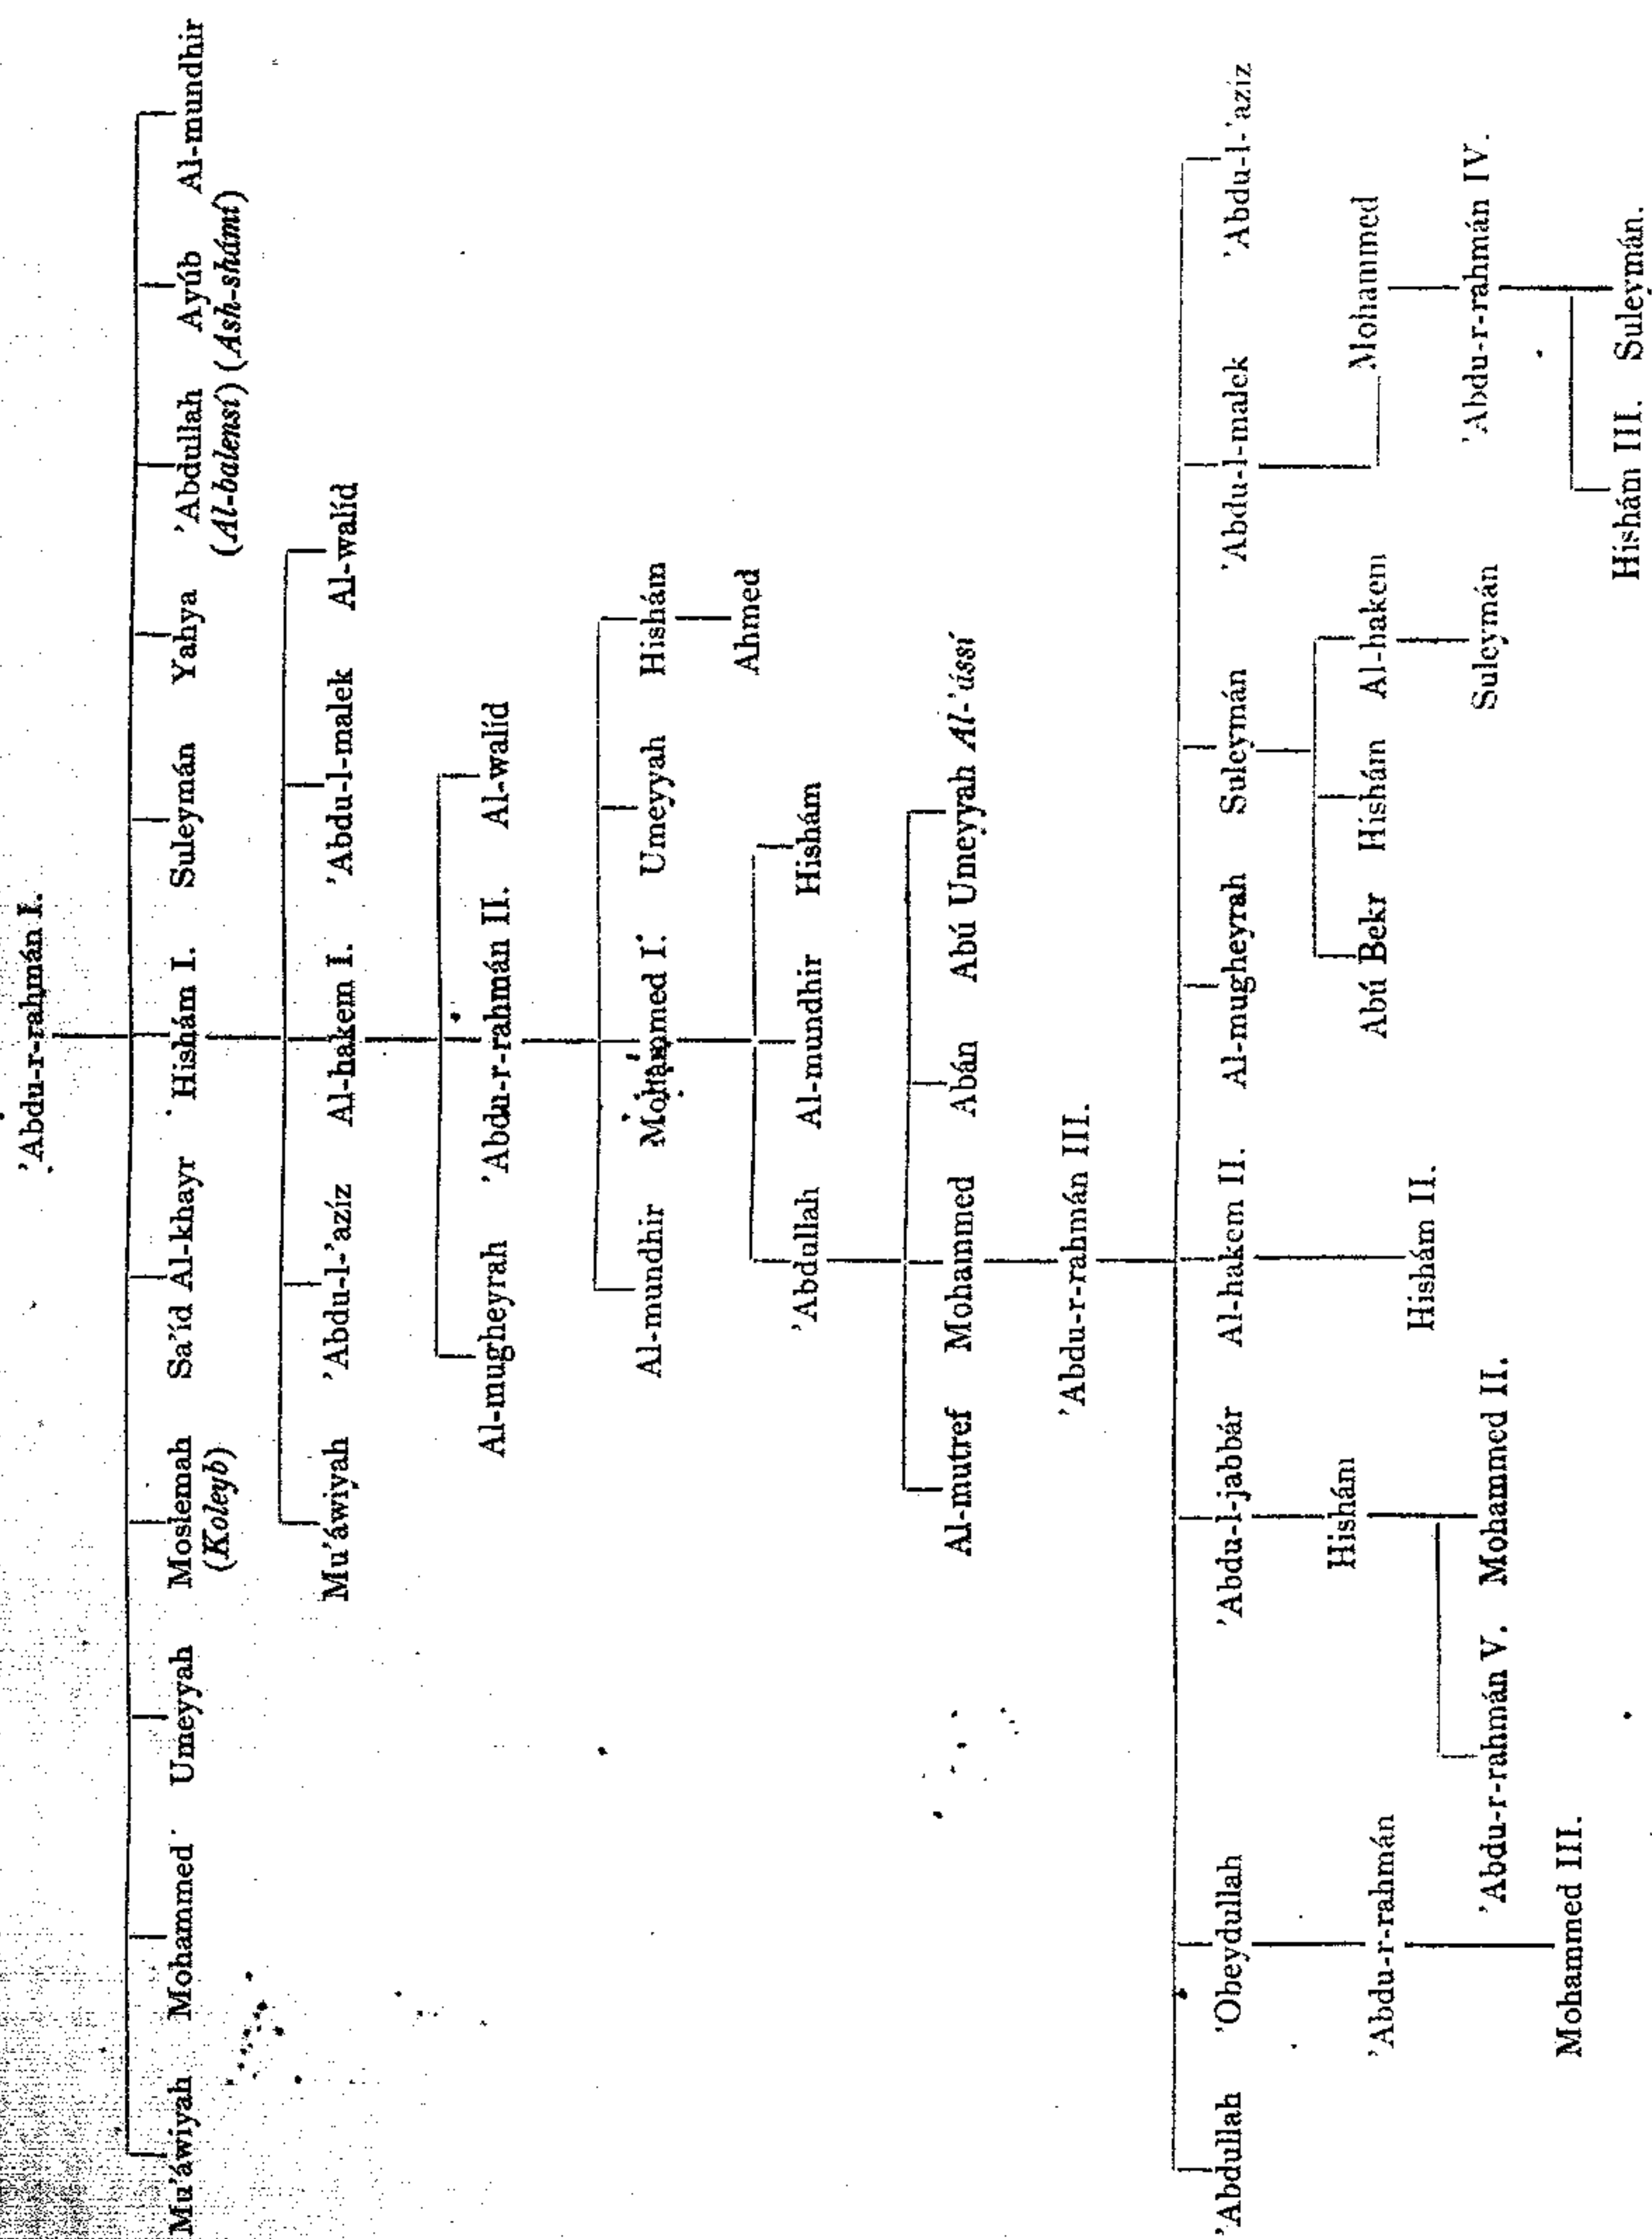 'Abdu-r-rahmán I.
Mu'áwiyah Mohammed Umeyyah Moslemah Sa'íd Al-khayr Hishám I. Suleymán Yahya 'Abdullah Ayúb Al-mundhir
(Koleyb) (Al-balensí) (Ash-shámí)
Mu'áwiyah 'Abdu-l-'azíz Al-hakem I. 'Abdu-l-malek Al-walíd
Al-mugheyrah 'Abdu-r-rahmán II. Al-walíd
Al-mundhir Mohammed I. Umeyyah Hishám
Ahmed
'Abdullah Al-mundhir Hishám
Al-mutref Mohammed Abán Abú Umeyyah Al-'ássí
'Abdu-r-rahmán III.
'Abdullah 'Obeydullah 'Abdu-l-jabbár Al-hakem II. Al-mugheyrah Suleymán 'Abdu-l-malek 'Abdu-l-'azíz
Hishám
'Abdu-r-rahmán Abú Bekr Hishám Al-hakem Mohammed
Hishám II.
'Abdu-r-rahmán V. Mohammed II. Suleymán 'Abdu-r-rahmán IV.
Mohammed III.
Hishám III. Suleymán.